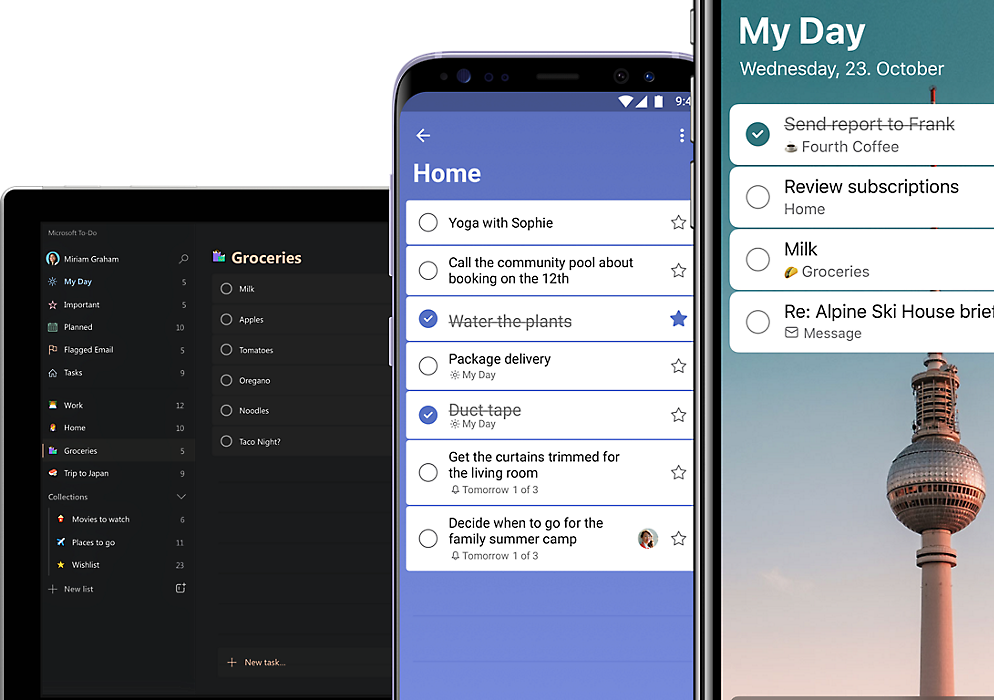 Microsoft To-Do
Miriam Graham
My Day 5
Important 5
Planned 10
Flagged Email 5
Tasks 9
Work 12
Home 10
Groceries 5
Trip to Japan 9
Collections
Movies to watch 6
Places to go 11
Wishlist 23
New list
Groceries
Milk
Apples
Tomatoes
Oregano
Noodles
Taco Night?
New task...
9:4
Home
Yoga with Sophie
Call the community pool about
booking on the 12th
Water the plants
Package delivery
My Day
Duct tape
My Day
Get the curtains trimmed for
the living room
Tomorrow 1 of 3
Decide when to go for the
family summer camp
Tomorrow 1 of 3
My Day
Wednesday, 23. October
Send report to Frank
Fourth Coffee
Review subscriptions
Home
Milk
Groceries
Re: Alpine Ski House brief
Message